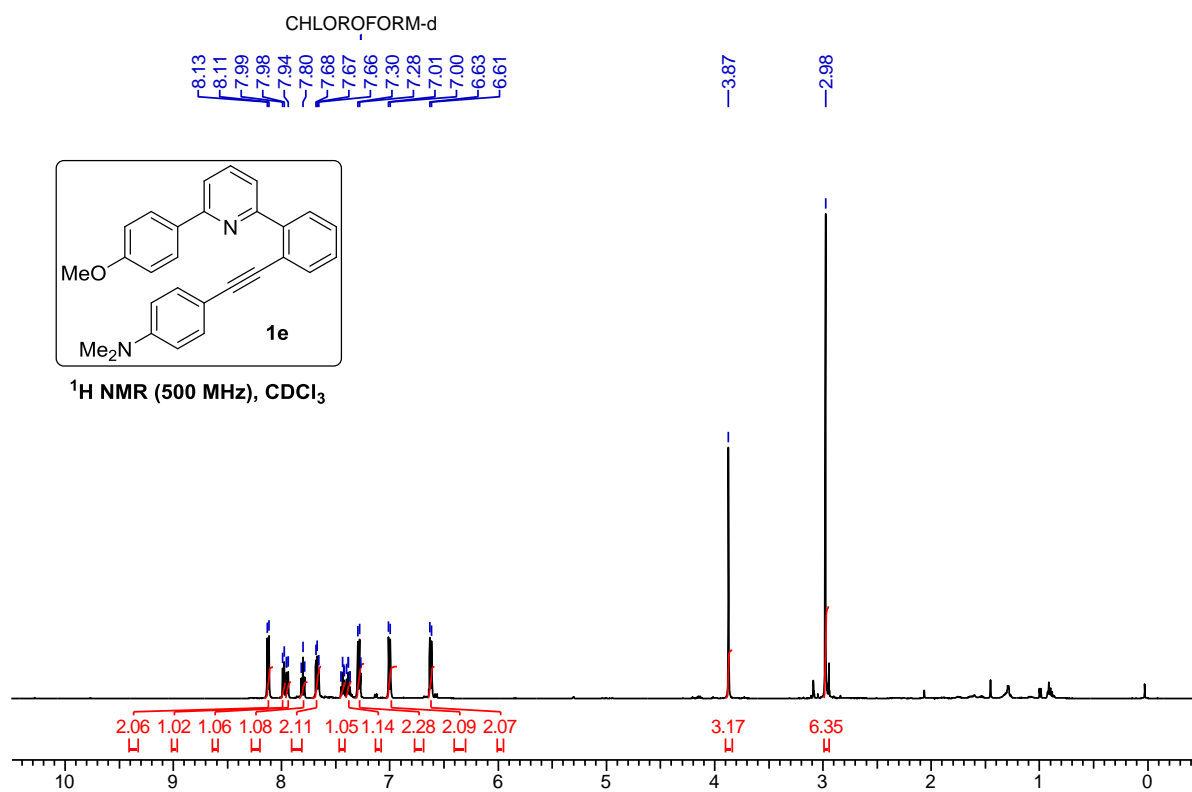 CHLOROFORM-d
8.13
8.11
7.99
7.98
7.94
7.80
7.68
7.67
7.66
7.30
7.28
7.01
7.00
6.63
6.61
3.87
2.98
N
MeO
1e
Me₂N
¹H NMR (500 MHz), CDCl₃
2.06 1.02 1.06 1.08 2.11 1.05 1.14 2.28 2.09 2.07 3.17 6.35
10 9 8 7 6 5 4 3 2 1 0